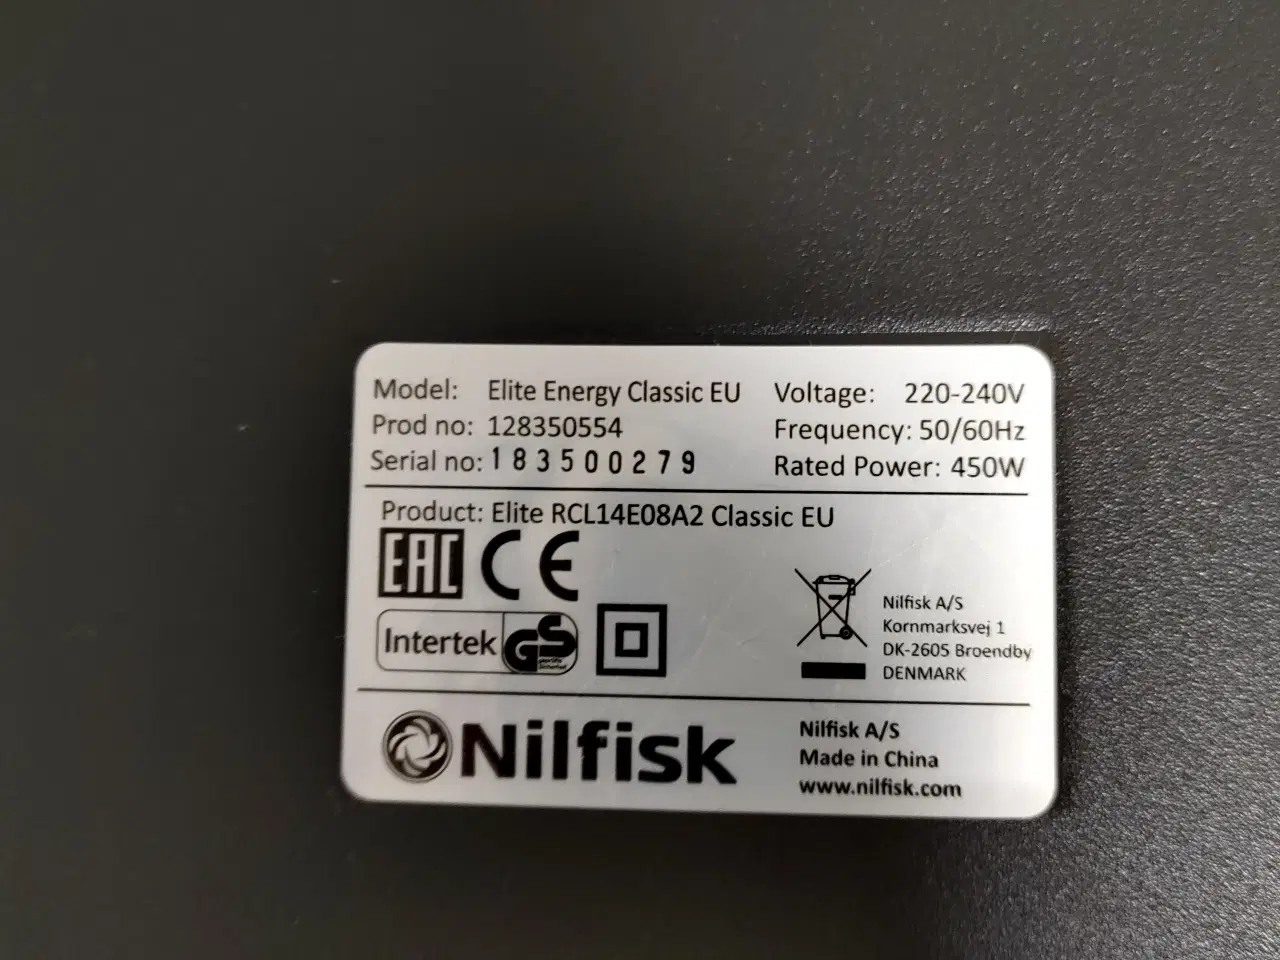 Model: Elite Energy Classic EU
Prod no: 128350554
Serial no: 183500279
Voltage: 220-240V
Frequency: 50/60Hz
Rated Power: 450W
Product: Elite RCL14E08A2 Classic EU
EAC CE
Intertek GS
geprüfte
Sicherheit
Nilfisk A/S
Kornmarksvej 1
DK-2605 Broendby
DENMARK
Nilfisk
Nilfisk A/S
Made in China
www.nilfisk.com